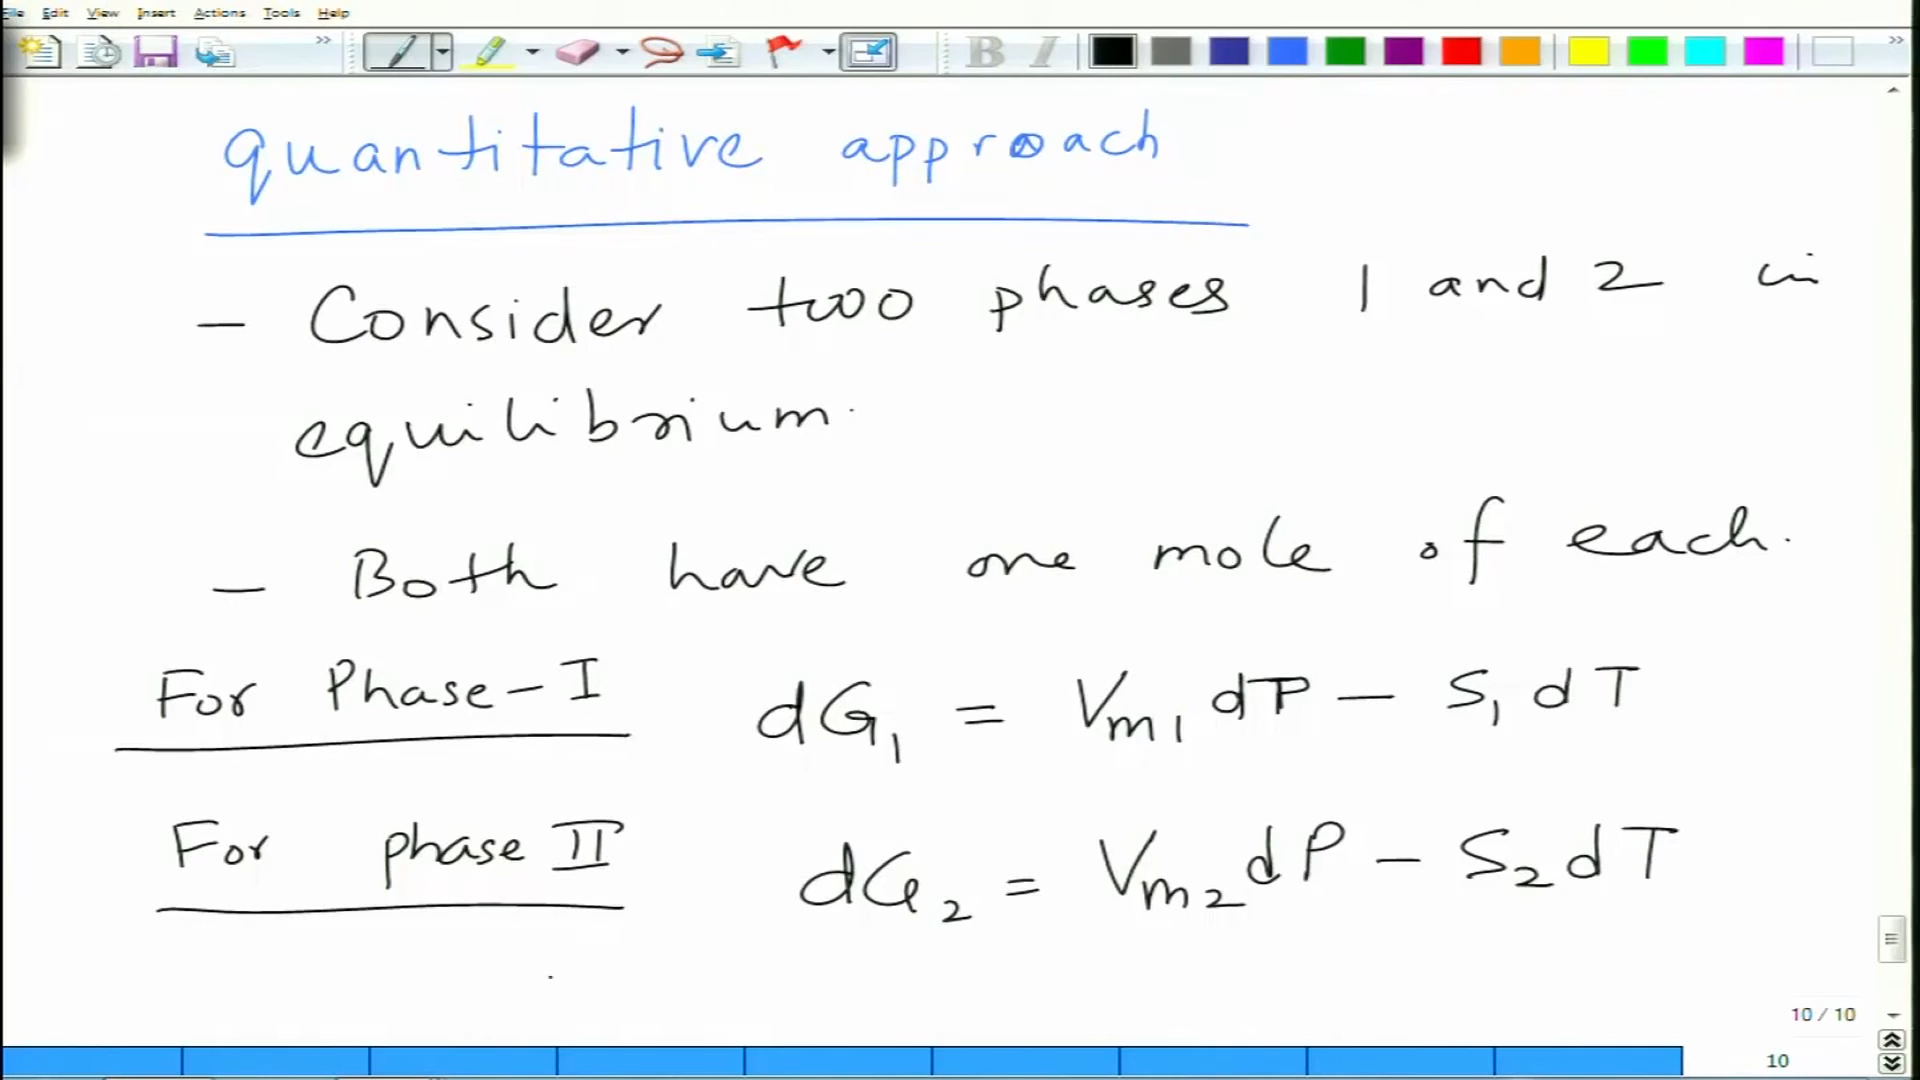 File Edit View Insert Actions Tools Help
B I
quantitative approach
- Consider two phases 1 and 2 in
equilibrium.
- Both have one mole of each.
For Phase-I dG₁ = Vm₁ dP - S₁ dT
For phase II dG₂ = Vm₂ dP - S₂ dT
10 / 10
10